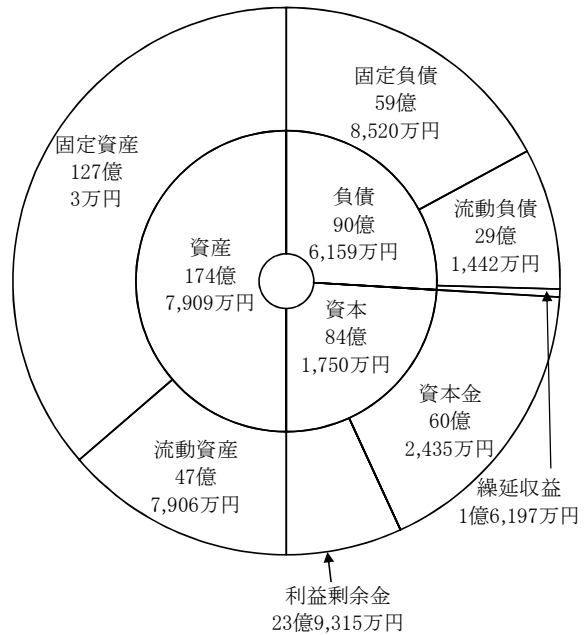 固定負債
59億
8,520万円
固定資産
127億
3万円
負債
90億
6,159万円
流動負債
29億
1,442万円
資産
174億
7,909万円
資本
84億
1,750万円
資本金
60億
2,435万円
流動資産
47億
7,906万円
繰延収益
1億6,197万円
利益剰余金
23億9,315万円